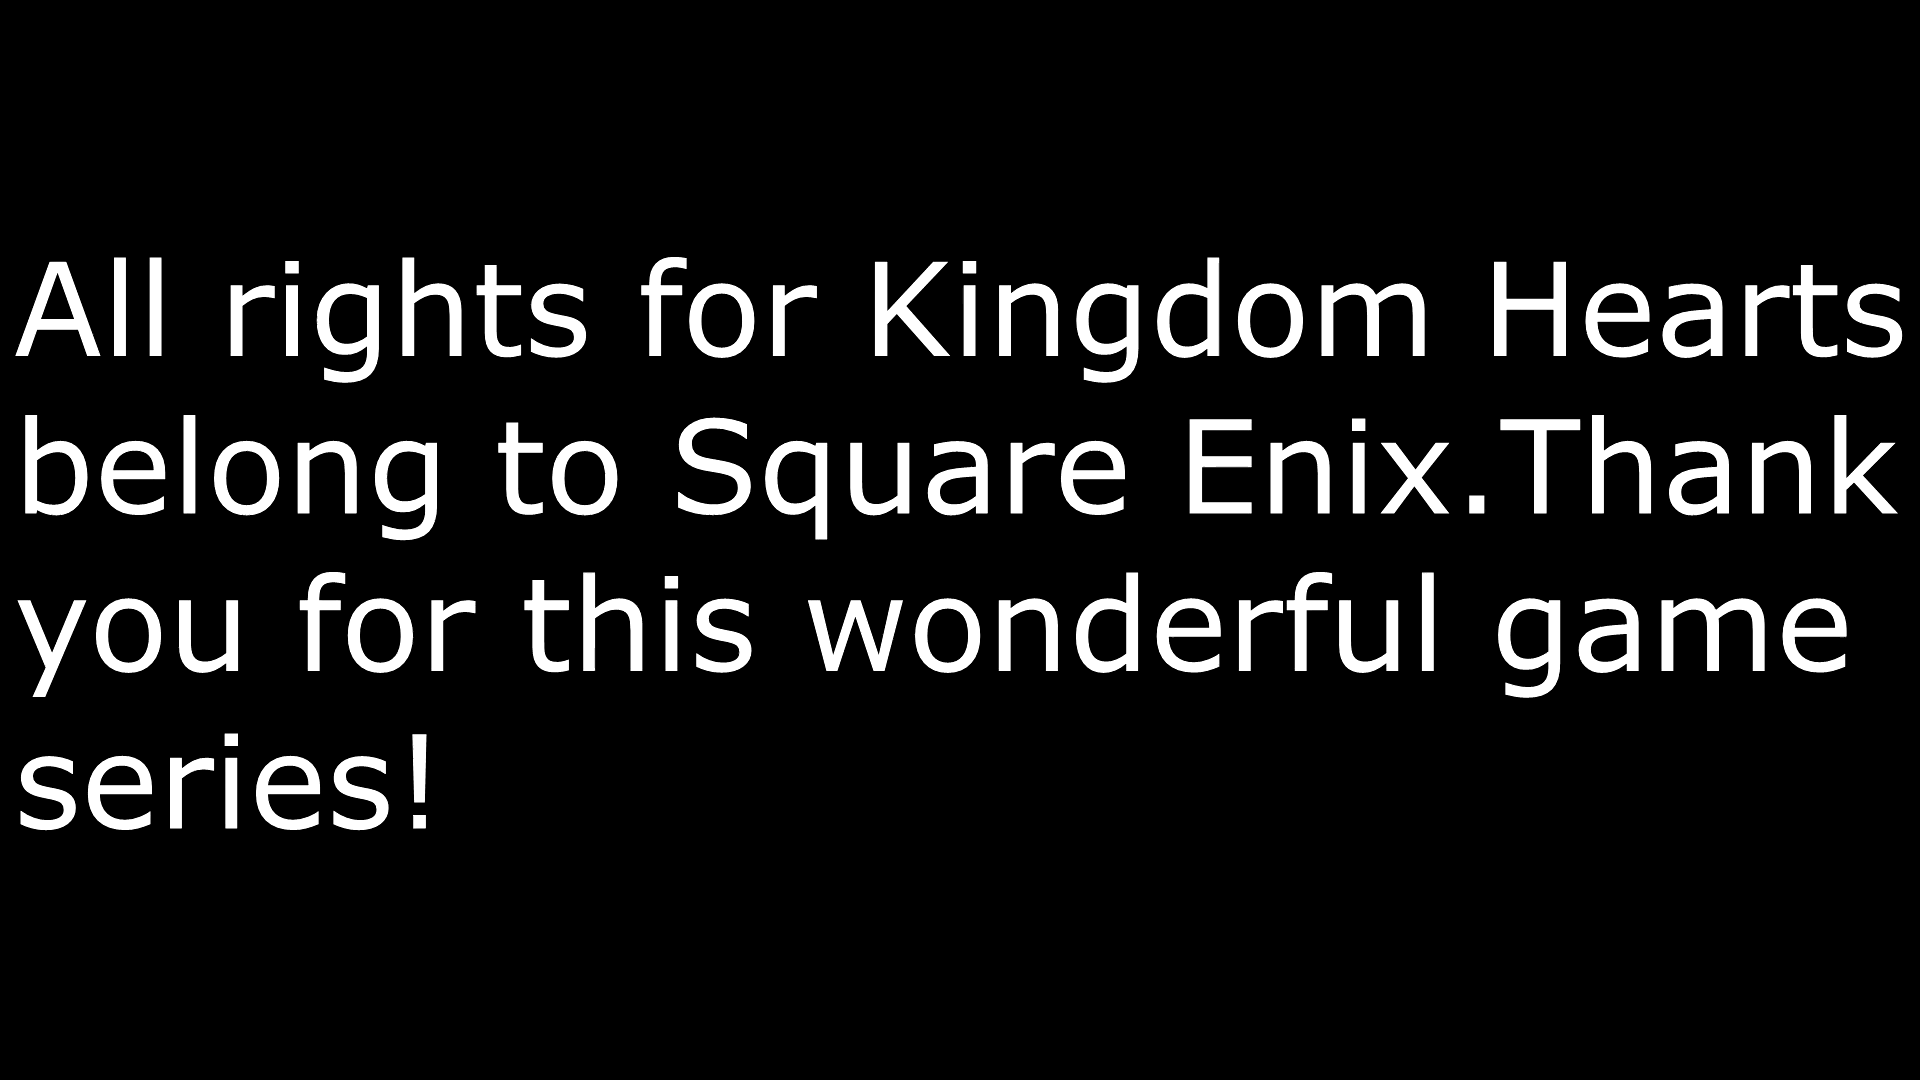 All rights for Kingdom Hearts
belong to Square Enix.Thank
you for this wonderful game
series!